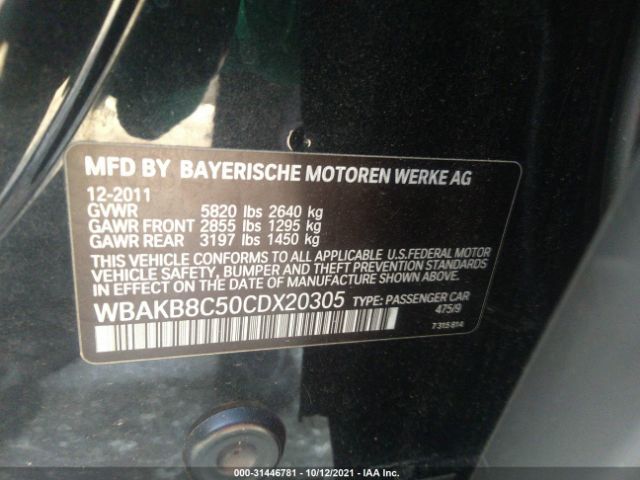 MFD BY BAYERISCHE MOTOREN WERKE AG
12-2011
GVWR 5820 lbs 2640 kg
GAWR FRONT 2855 lbs 1295 kg
GAWR REAR 3197 lbs 1450 kg
THIS VEHICLE CONFORMS TO ALL APPLICABLE U.S.FEDERAL MOTOR
VEHICLE SAFETY, BUMPER AND THEFT PREVENTION STANDARDS
IN EFFECT ON THE DATE OF MANUFACTURE SHOWN ABOVE.
WBAKB8C50CDX20305 TYPE: PASSENGER CAR
475/9
7 315 814
000-31446781 - 10/12/2021 - IAA Inc.